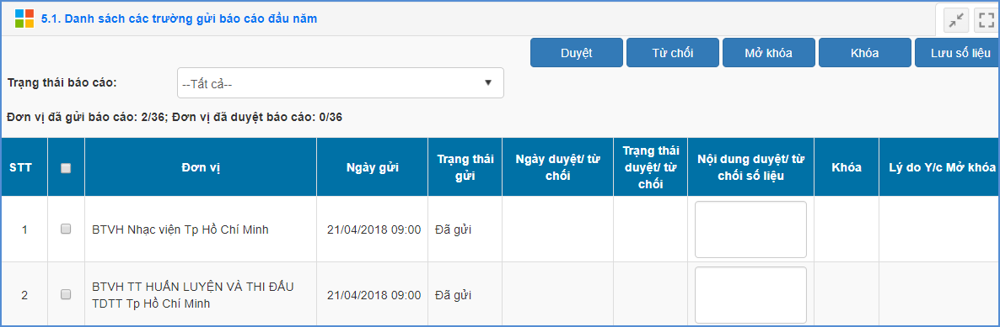 5.1. Danh sách các trường gửi báo cáo đầu năm
Duyệt Từ chối Mở khóa Khóa Lưu số liệu
Trạng thái báo cáo: --Tất cả--
Đơn vị đã gửi báo cáo: 2/36; Đơn vị đã duyệt báo cáo: 0/36
STT Đơn vị Ngày gửi Trạng thái gửi Ngày duyệt/ từ chối Trạng thái duyệt/ từ chối Nội dung duyệt/ từ chối số liệu Khóa Lý do Y/c Mở khóa
1 BTVH Nhạc viện Tp Hồ Chí Minh 21/04/2018 09:00 Đã gửi
2 BTVH TT HUẤN LUYỆN VÀ THI ĐẤU TDTT Tp Hồ Chí Minh 21/04/2018 09:00 Đã gửi